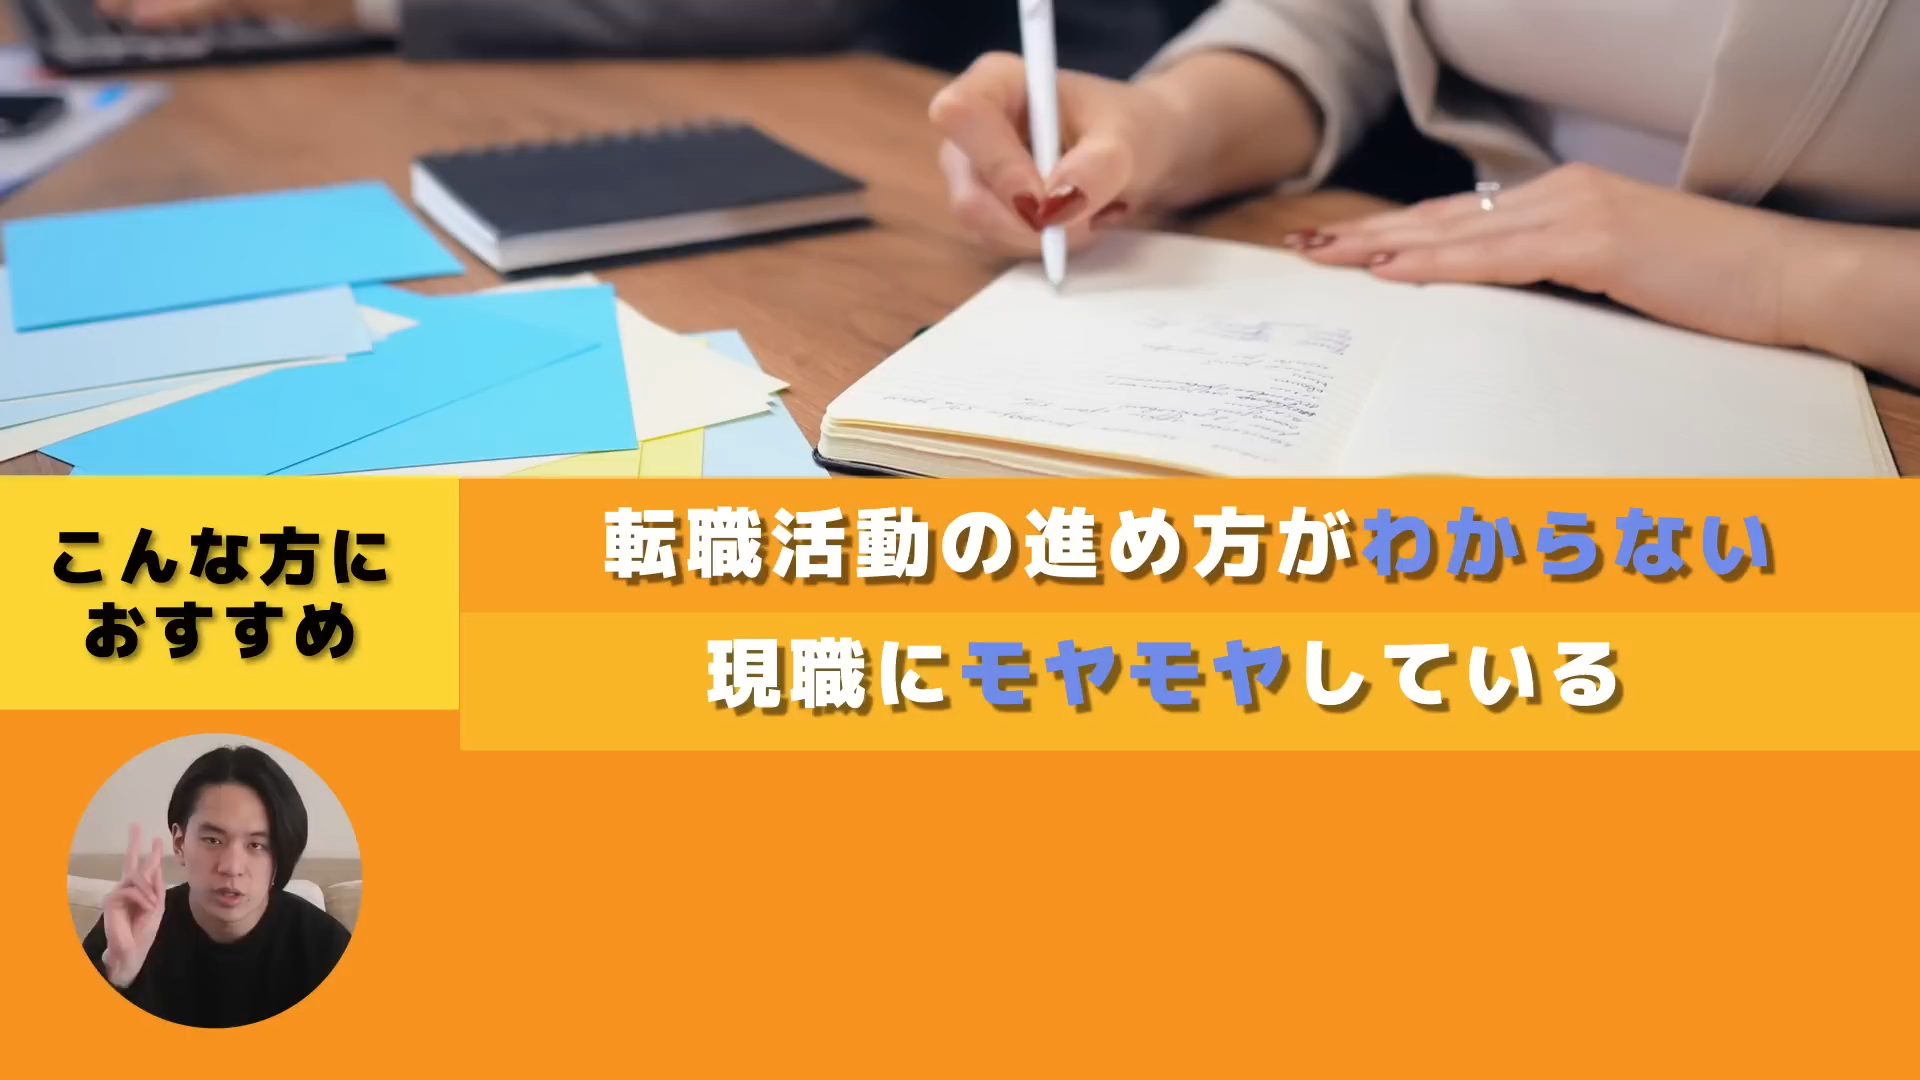 こんな方に
おすすめ
転職活動の進め方がわからない
現職にモヤモヤしている